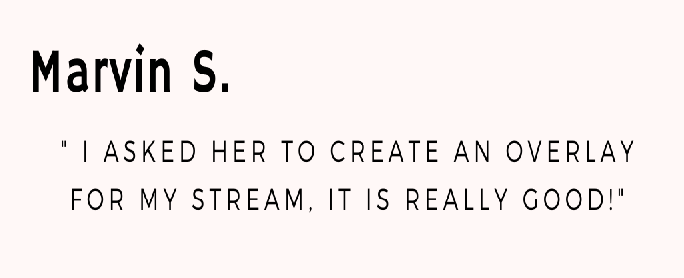 Marvin S.
" I ASKED HER TO CREATE AN OVERLAY
FOR MY STREAM, IT IS REALLY GOOD!"